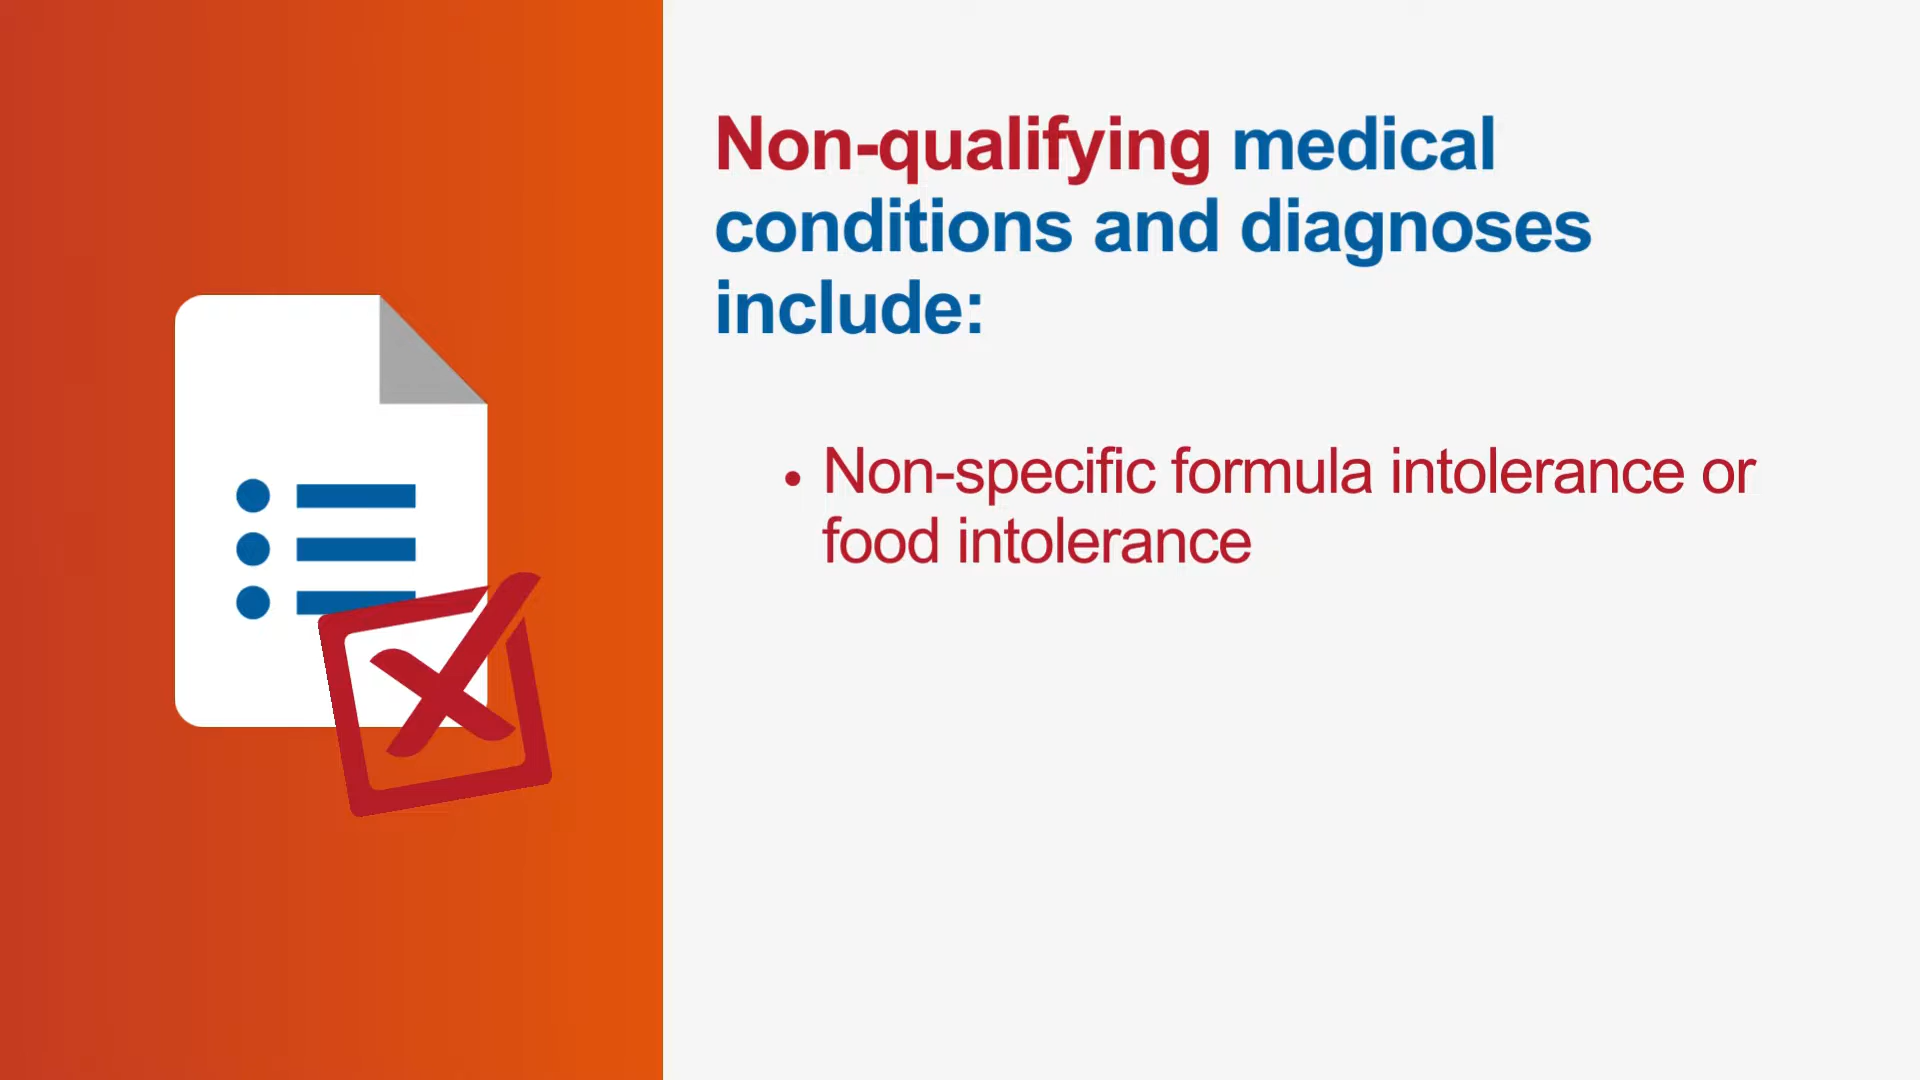 Non-qualifying medical
conditions and diagnoses
include:
• Non-specific formula intolerance or
food intolerance